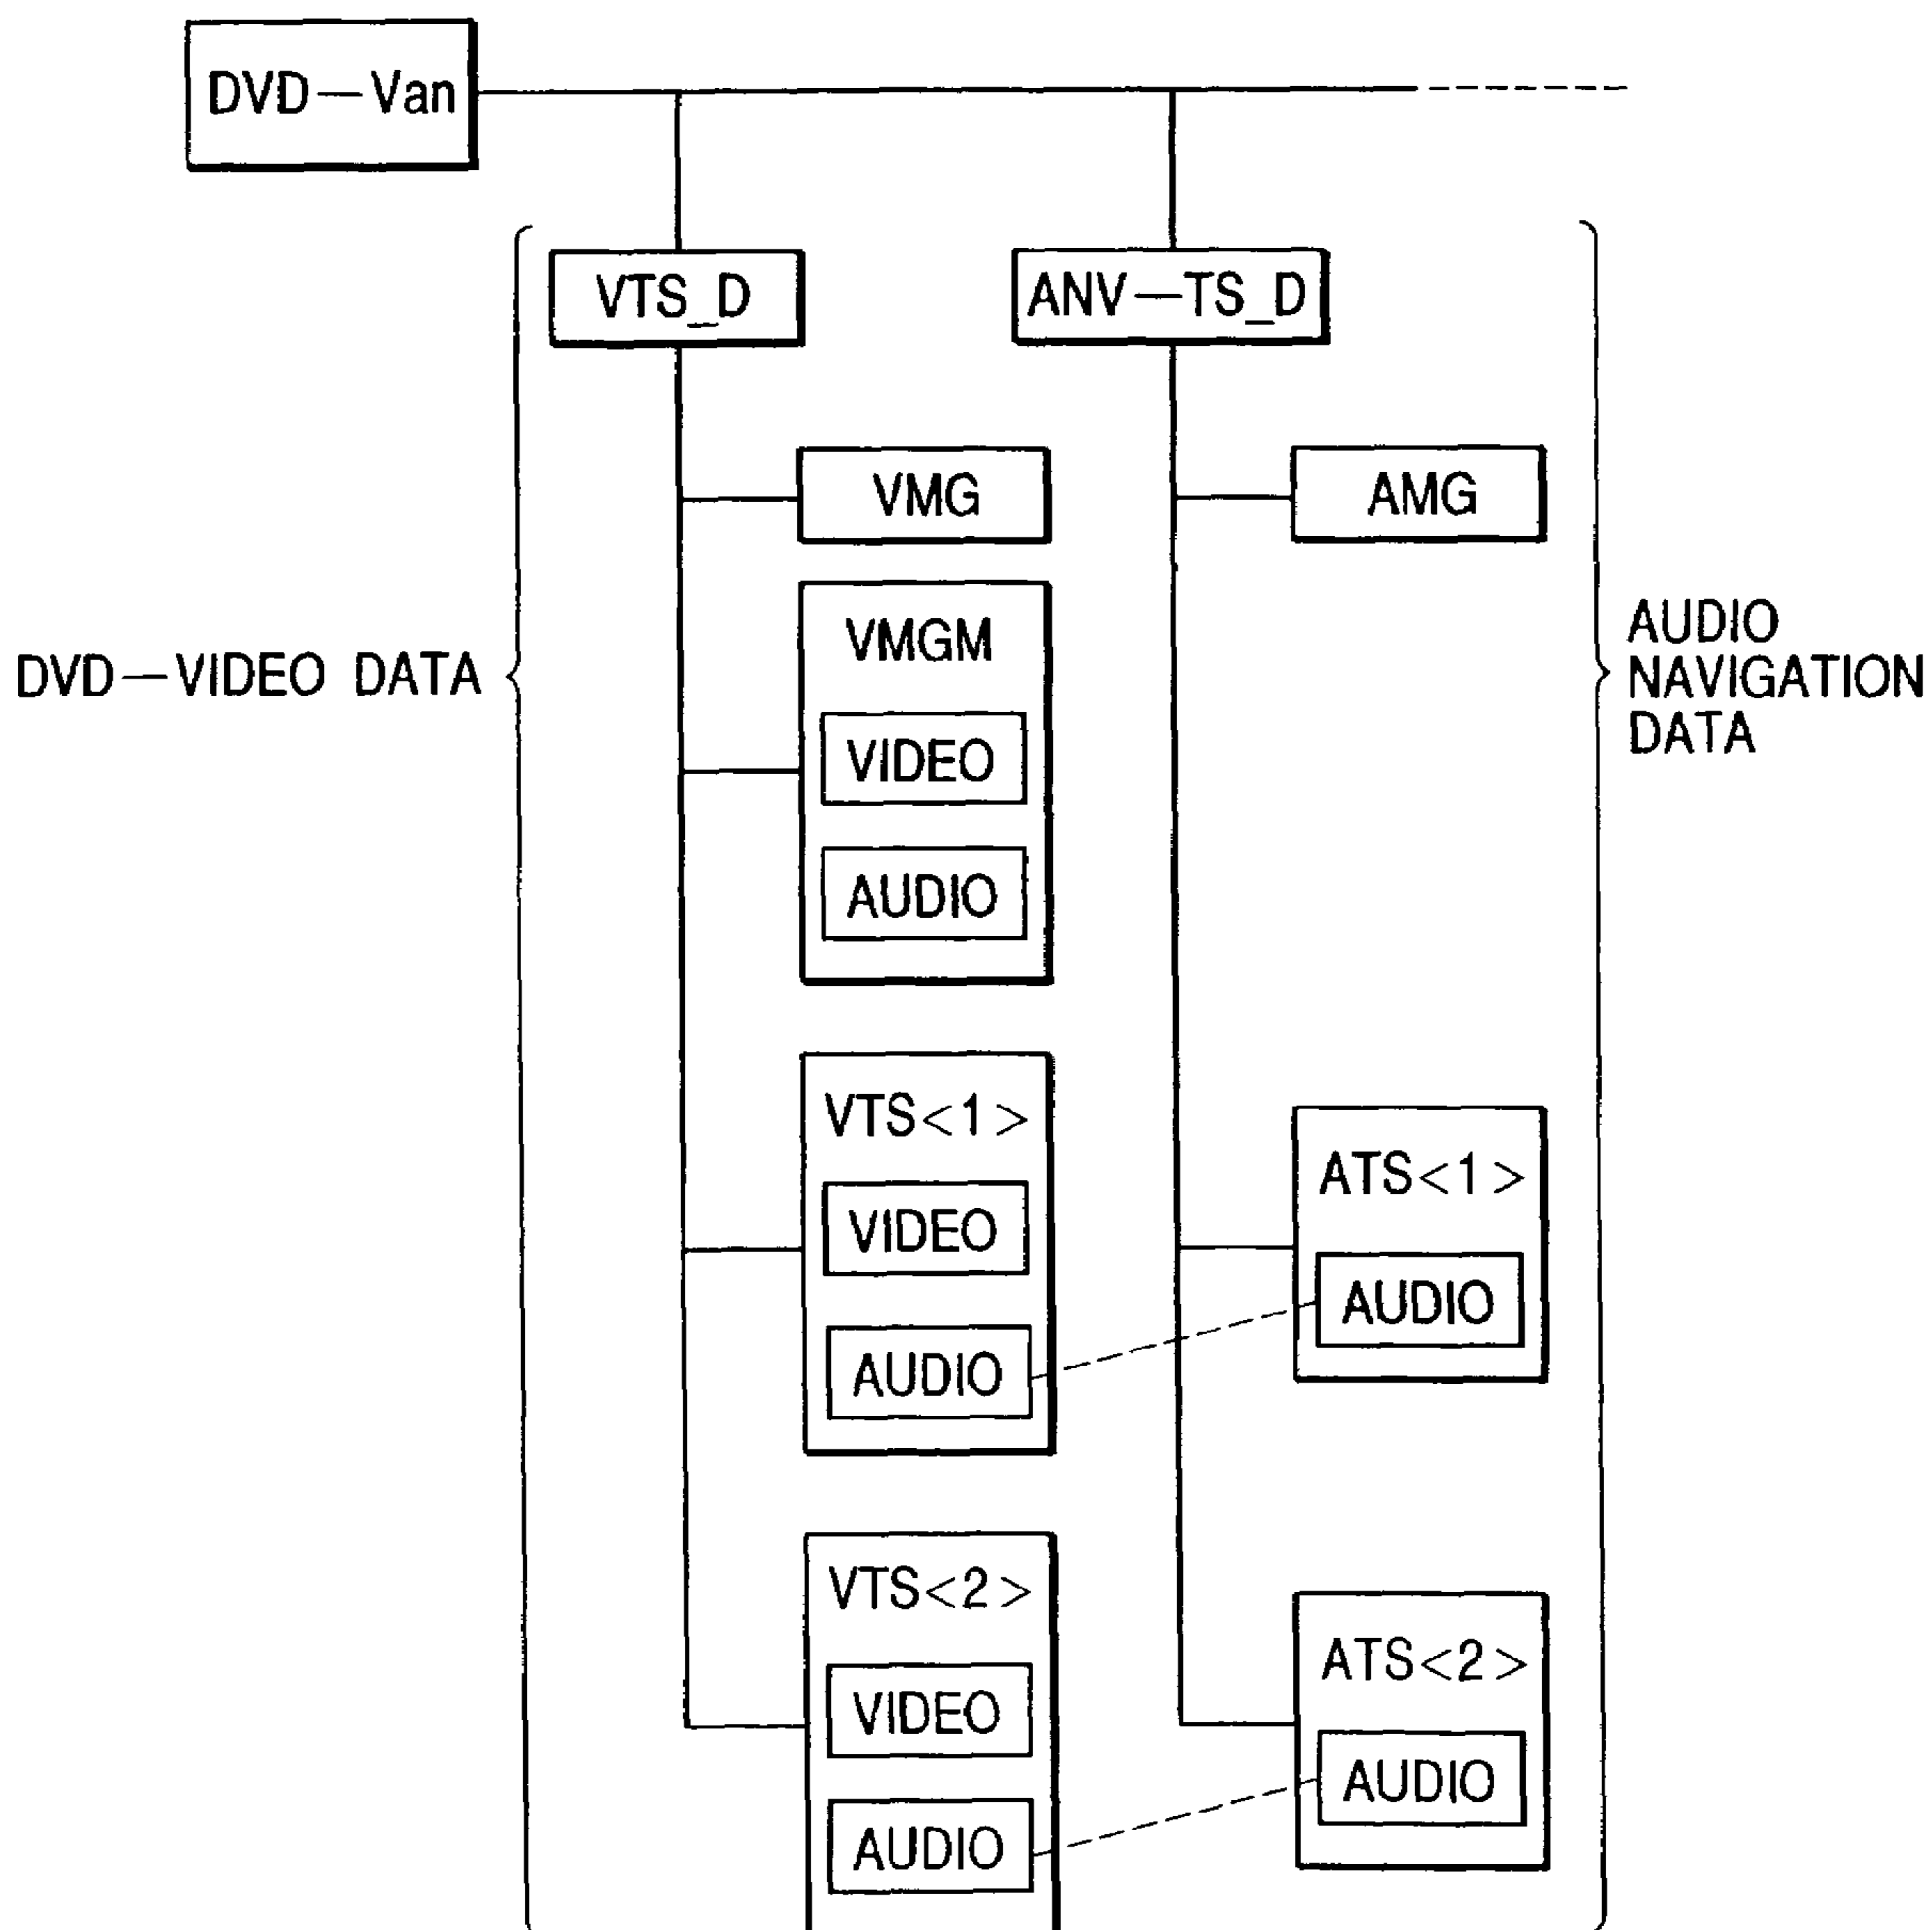 DVD—Van
VTS_D
ANV—TS_D
VMG
AMG
DVD—VIDEO DATA
VMGM
VIDEO
AUDIO
AUDIO
NAVIGATION
DATA
VTS<1>
VIDEO
AUDIO
ATS<1>
AUDIO
VTS<2>
VIDEO
AUDIO
ATS<2>
AUDIO